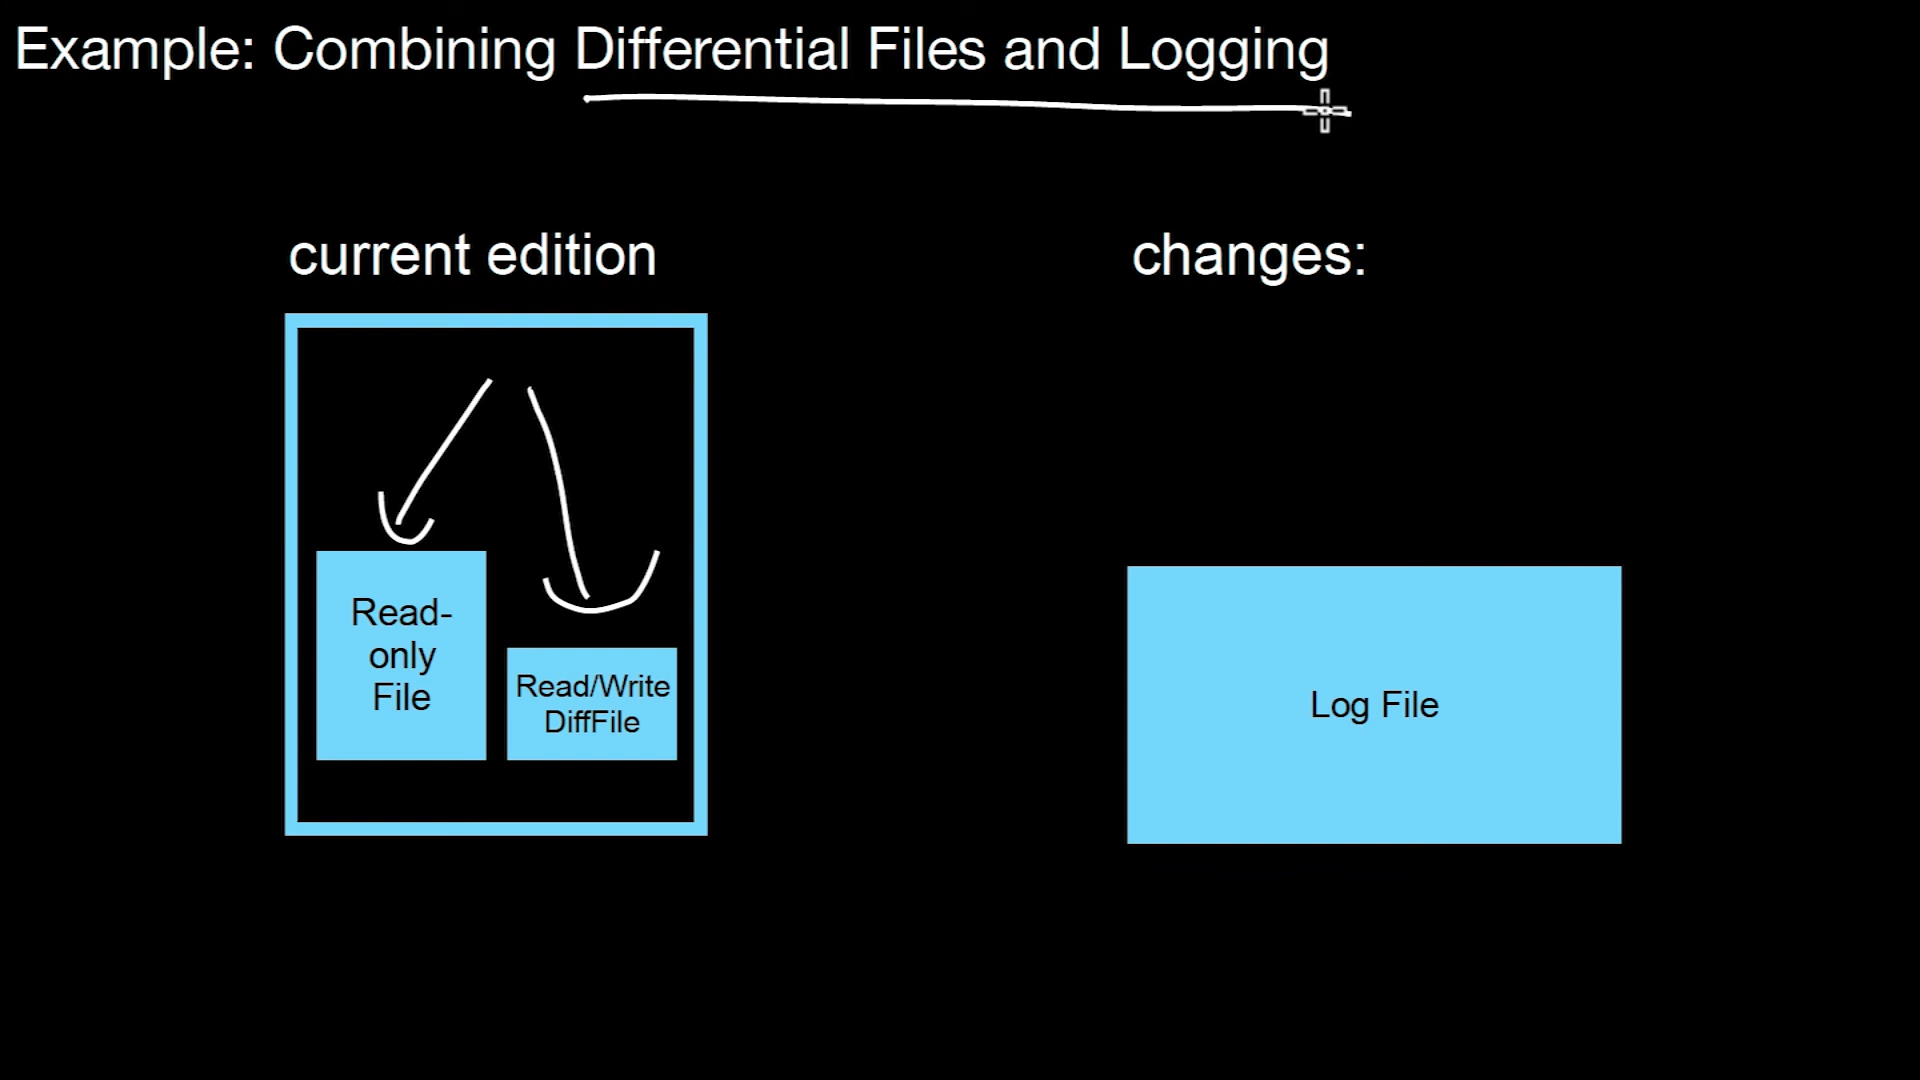 Example: Combining Differential Files and Logging
current edition
changes:
Read-
only
File
Read/Write
DiffFile
Log File